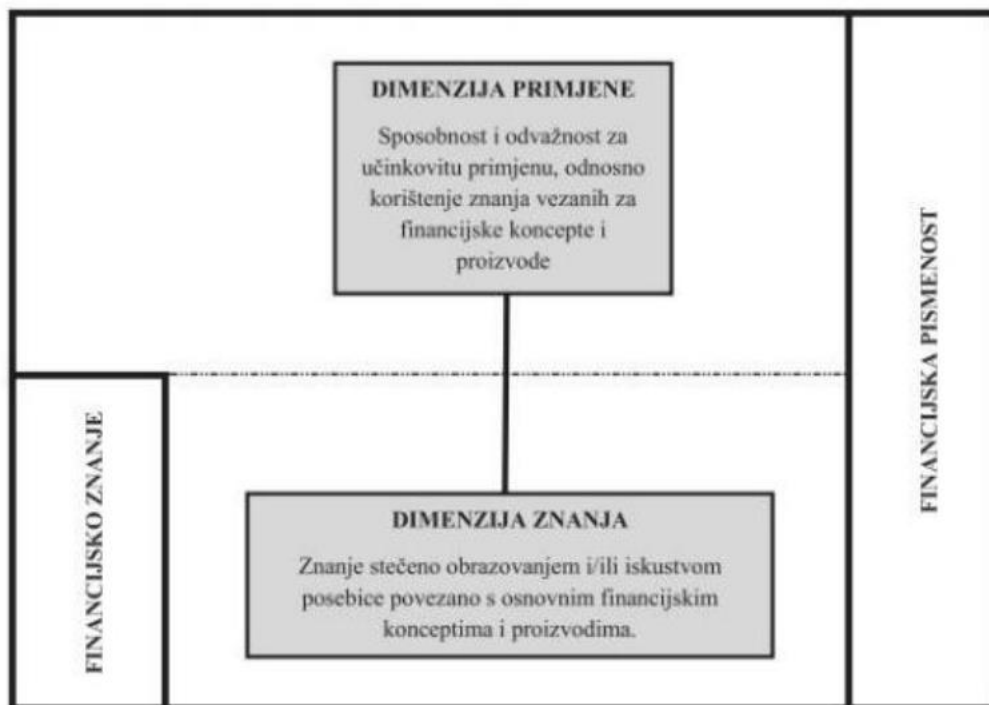 DIMENZIJA PRIMJENE
Sposobnost i odvažnost za
učinkovitu primjenu, odnosno
korištenje znanja vezanih za
financijske koncepte i
proizvode
FINANCIJSKA PISMENOST
FINANCIJSKO ZNANJE
DIMENZIJA ZNANJA
Znanje stečeno obrazovanjem i/ili iskustvom
posebice povezano s osnovnim financijskim
konceptima i proizvodima.